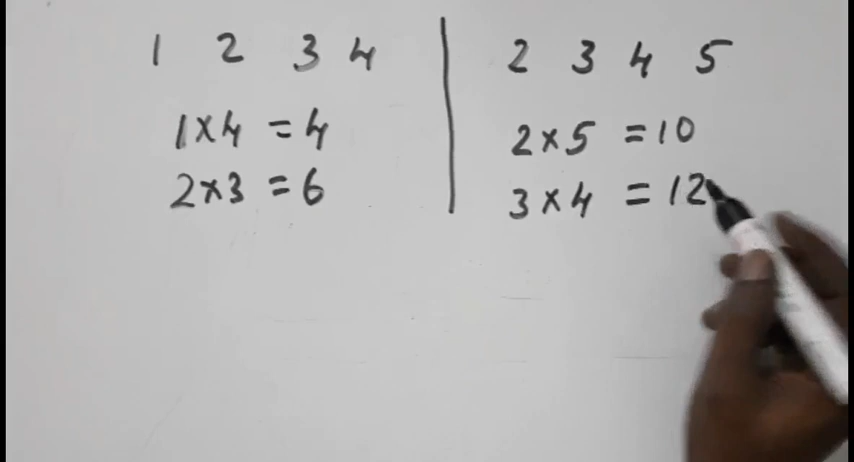 1 2 3 4
1×4 = 4
2×3 = 6
2 3 4 5
2×5 = 10
3×4 = 12